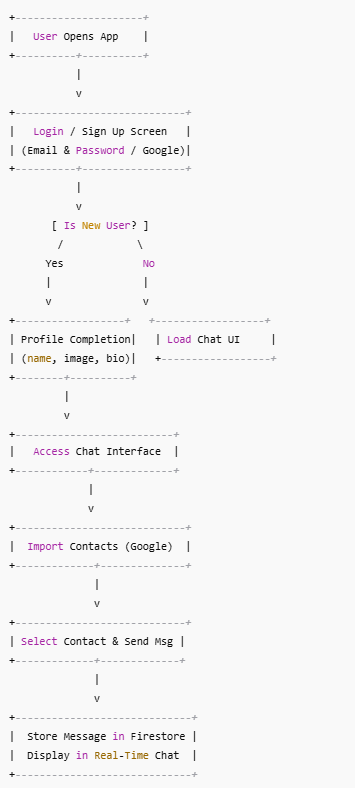 +----------------------+
|   User Opens App    |
+----------+----------+
|
v
+----------------------------+
|   Login / Sign Up Screen   |
| (Email & Password / Google)|
+----------+-----------------+
|
v
[ Is New User? ]
/            \
Yes             No
|               |
v               v
+------------------+   +------------------+
| Profile Completion|   | Load Chat UI     |
| (name, image, bio)|   +------------------+
+--------+----------+
|
v
+--------------------------+
|   Access Chat Interface  |
+------------+-------------+
|
v
+----------------------------+
|  Import Contacts (Google)  |
+-------------+--------------+
|
v
+----------------------------+
| Select Contact & Send Msg |
+-------------+-------------+
|
v
+-----------------------------+
|  Store Message in Firestore |
|  Display in Real-Time Chat  |
+-----------------------------+